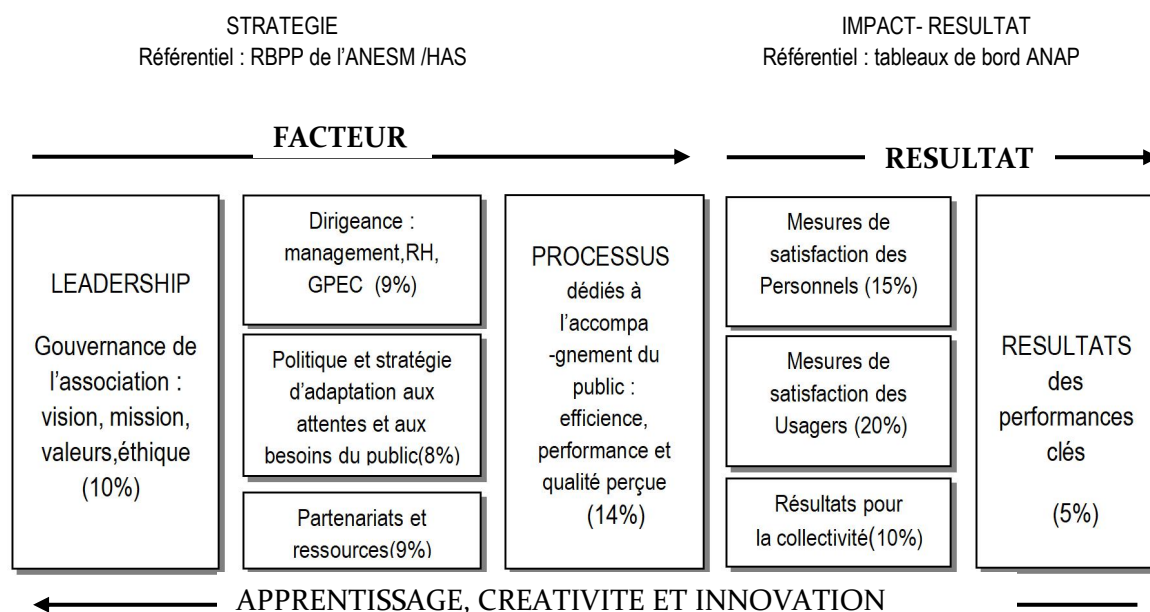 STRATEGIE
Référentiel : RBPP de l'ANESM /HAS
IMPACT- RESULTAT
Référentiel : tableaux de bord ANAP
FACTEUR
RESULTAT
LEADERSHIP
Gouvernance de
l'association :
vision, mission,
valeurs,éthique
(10%)
Dirigeance :
management,RH,
GPEC (9%)
Politique et stratégie
d'adaptation aux
attentes et aux
besoins du public(8%)
Partenariats et
ressources(9%)
PROCESSUS
dédiés à
l'accompa
-gnement du
public :
efficience,
performance et
qualité perçue
(14%)
Mesures de
satisfaction des
Personnels (15%)
Mesures de
satisfaction des
Usagers (20%)
Résultats pour
la collectivité(10%)
RESULTATS
des
performances
clés
(5%)
APPRENTISSAGE, CREATIVITE ET INNOVATION